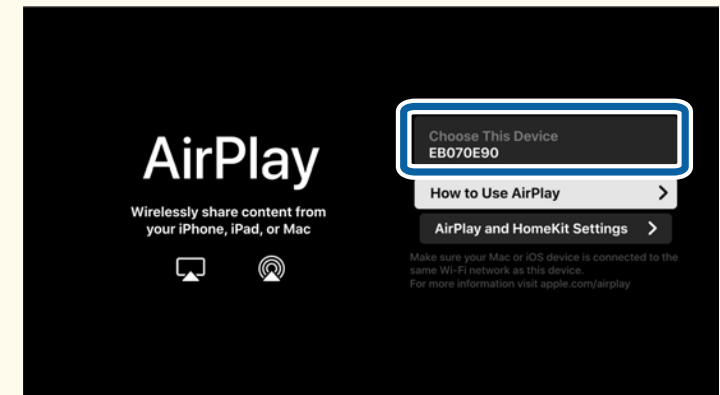 AirPlay
Wirelessly share content from
your iPhone, iPad, or Mac
Choose This Device
EB070E90
How to Use AirPlay
AirPlay and HomeKit Settings
Make sure your Mac or iOS device is connected to the
same Wi-Fi network as this device.
For more information visit apple.com/airplay